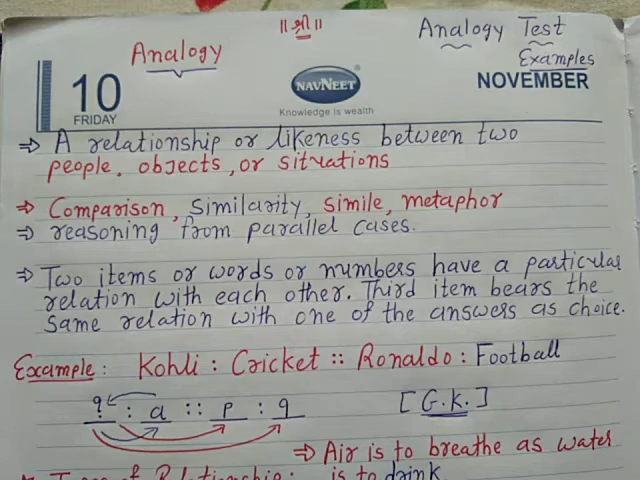 ॥ श्री ॥
Analogy Test
Examples
Analogy
10
FRIDAY
NAVNEET
Knowledge is wealth
NOVEMBER
⇒ A relationship or likeness between two
people, objects, or situations
⇒ Comparison, similarity, simile, metaphor
⇒ reasoning from parallel cases.
⇒ Two items or words or numbers have a particular
relation with each other. Third item bears the
same relation with one of the answers as choice.
Example: Kohli : Cricket :: Ronaldo : Football
? : a :: p : q [G.K.]
⇒ Air is to breathe as water
is to drink
Types of Relationship: